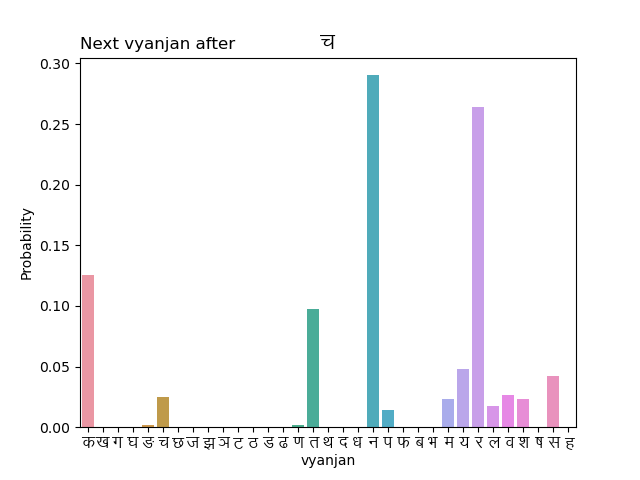 Next vyanjan after च
0.30
0.25
0.20
0.15
0.10
0.05
0.00
Probability
क ख ग घ ङ च छ ज झ ञ ट ठ ड ढ ण त थ द ध न प फ ब भ म य र ल व श ष स ह
vyanjan